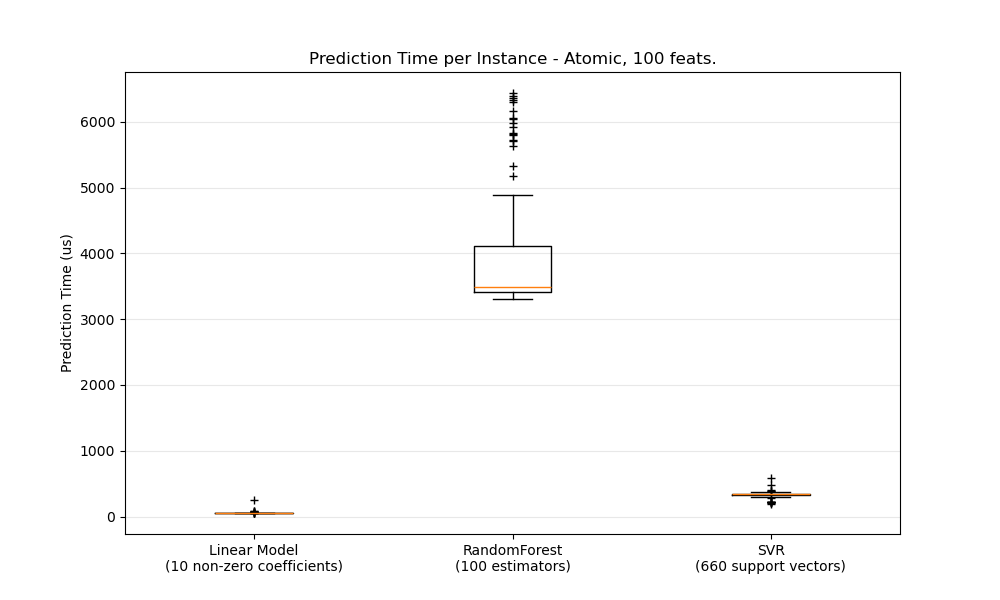 Prediction Time per Instance - Atomic, 100 feats.
Prediction Time (us)
6000
5000
4000
3000
2000
1000
0
Linear Model
(10 non-zero coefficients)
RandomForest
(100 estimators)
SVR
(660 support vectors)